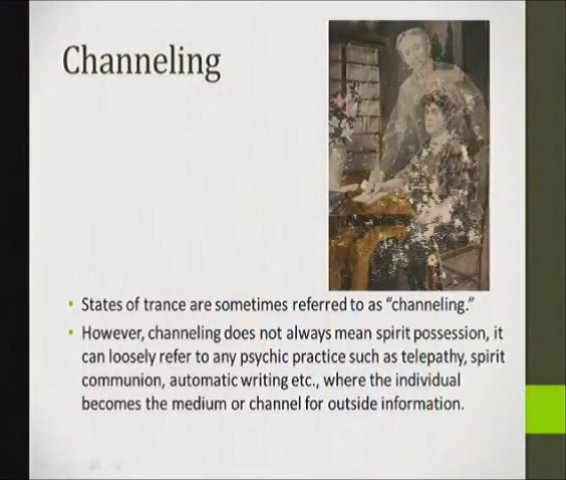 Channeling
States of trance are sometimes referred to as “channeling.”
However, channeling does not always mean spirit possession, it
can loosely refer to any psychic practice such as telepathy, spirit
communion, automatic writing etc., where the individual
becomes the medium or channel for outside information.